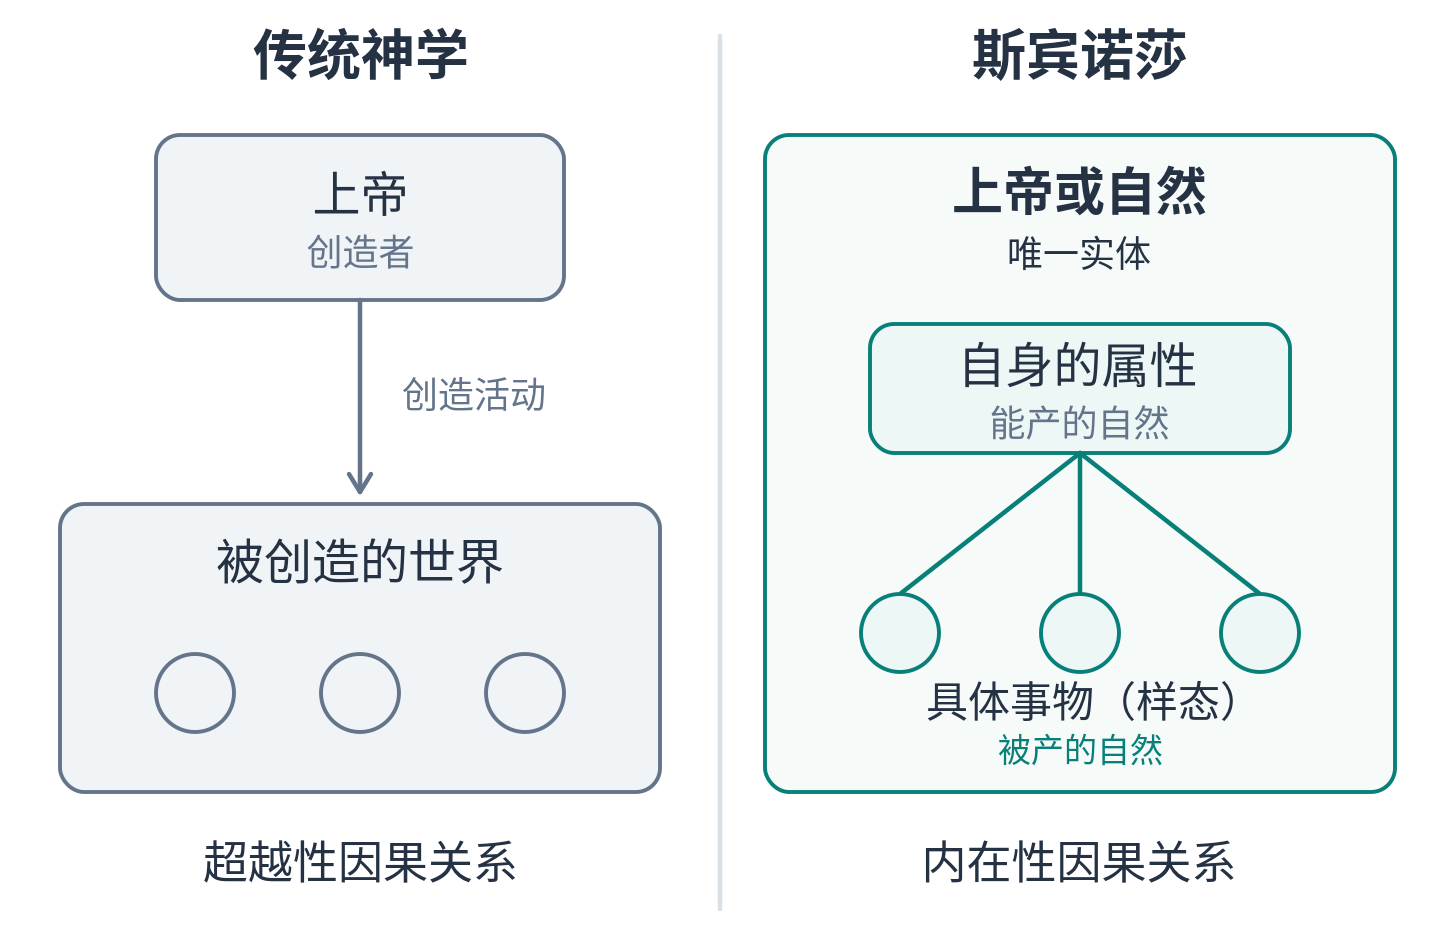 传统神学
上帝
创造者
创造活动
被创造的世界
超越性因果关系
斯宾诺莎
上帝或自然
唯一实体
自身的属性
能产的自然
具体事物（样态）
被产的自然
内在性因果关系